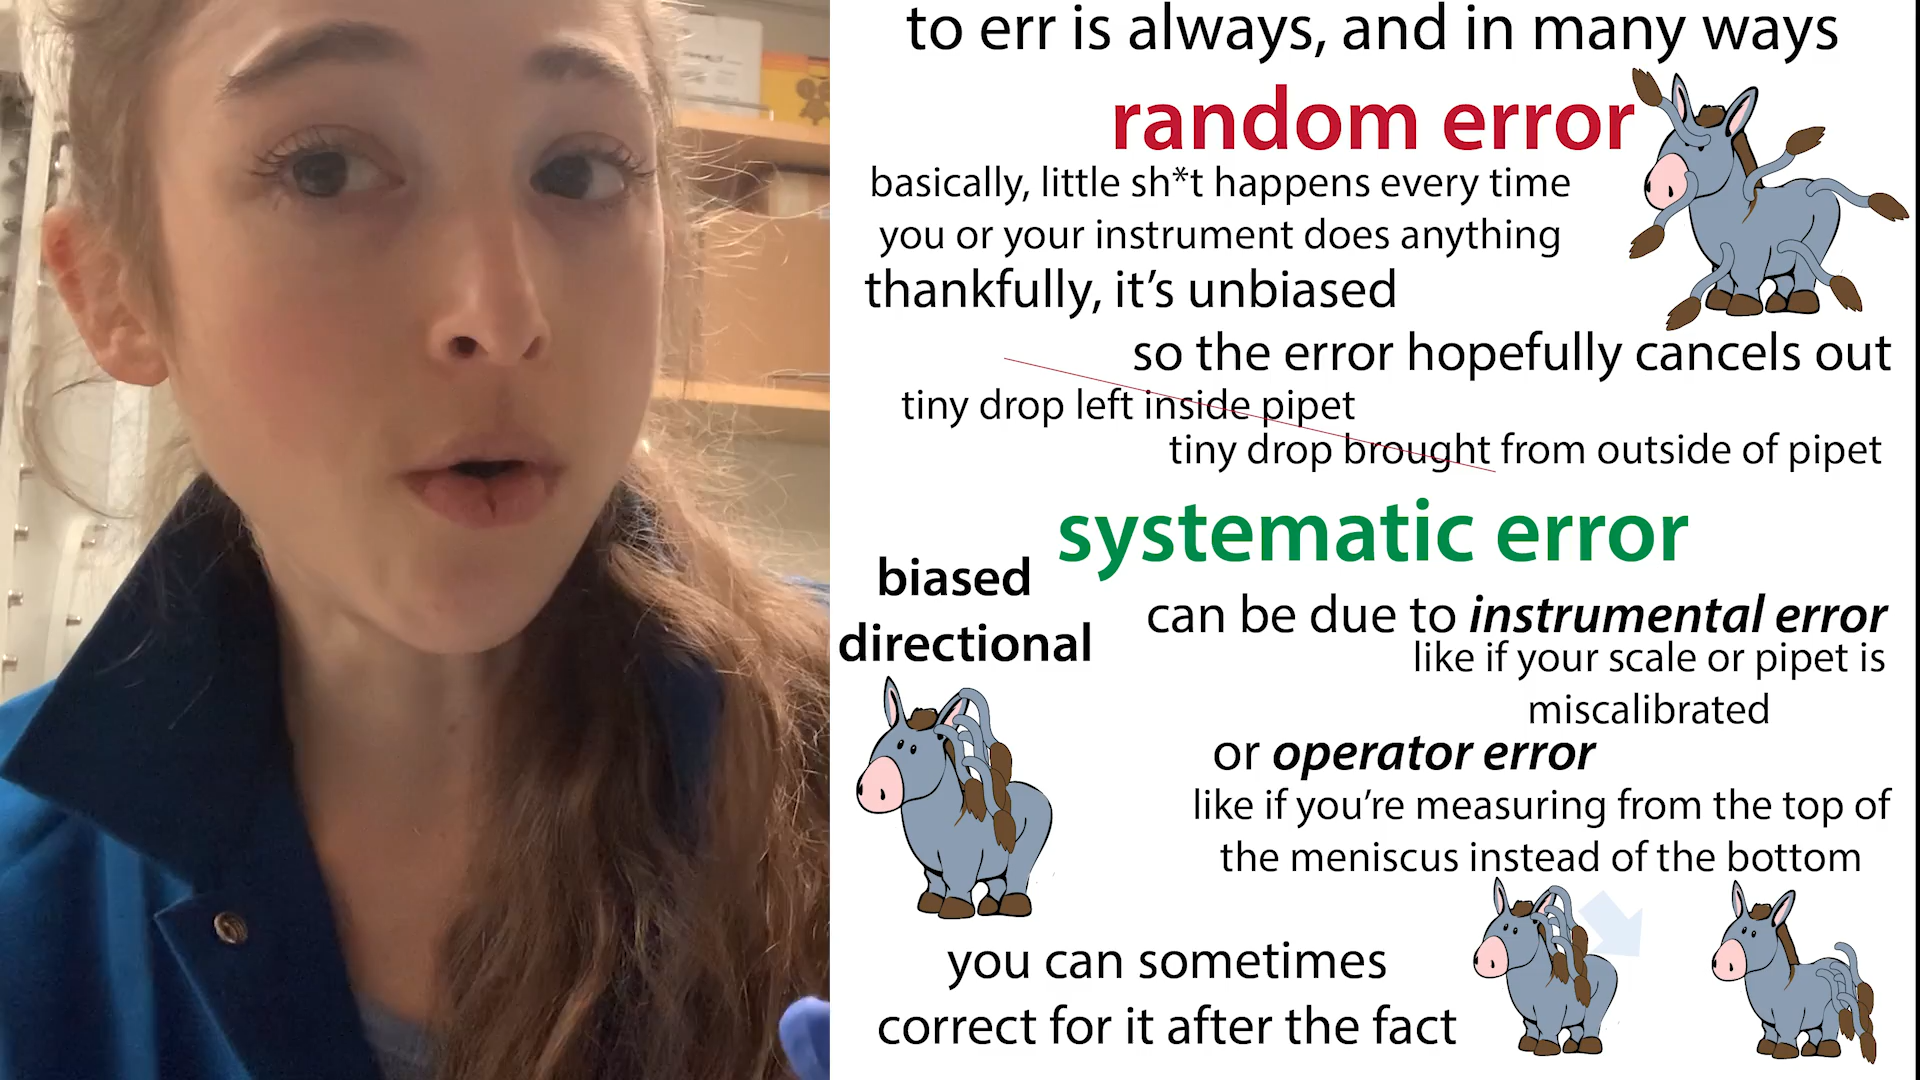 to err is always, and in many ways
random error
basically, little sh*t happens every time
you or your instrument does anything
thankfully, it's unbiased
so the error hopefully cancels out
tiny drop left inside pipet
tiny drop brought from outside of pipet
systematic error
biased
directional
can be due to instrumental error
like if your scale or pipet is
miscalibrated
or operator error
like if you're measuring from the top of
the meniscus instead of the bottom
you can sometimes
correct for it after the fact